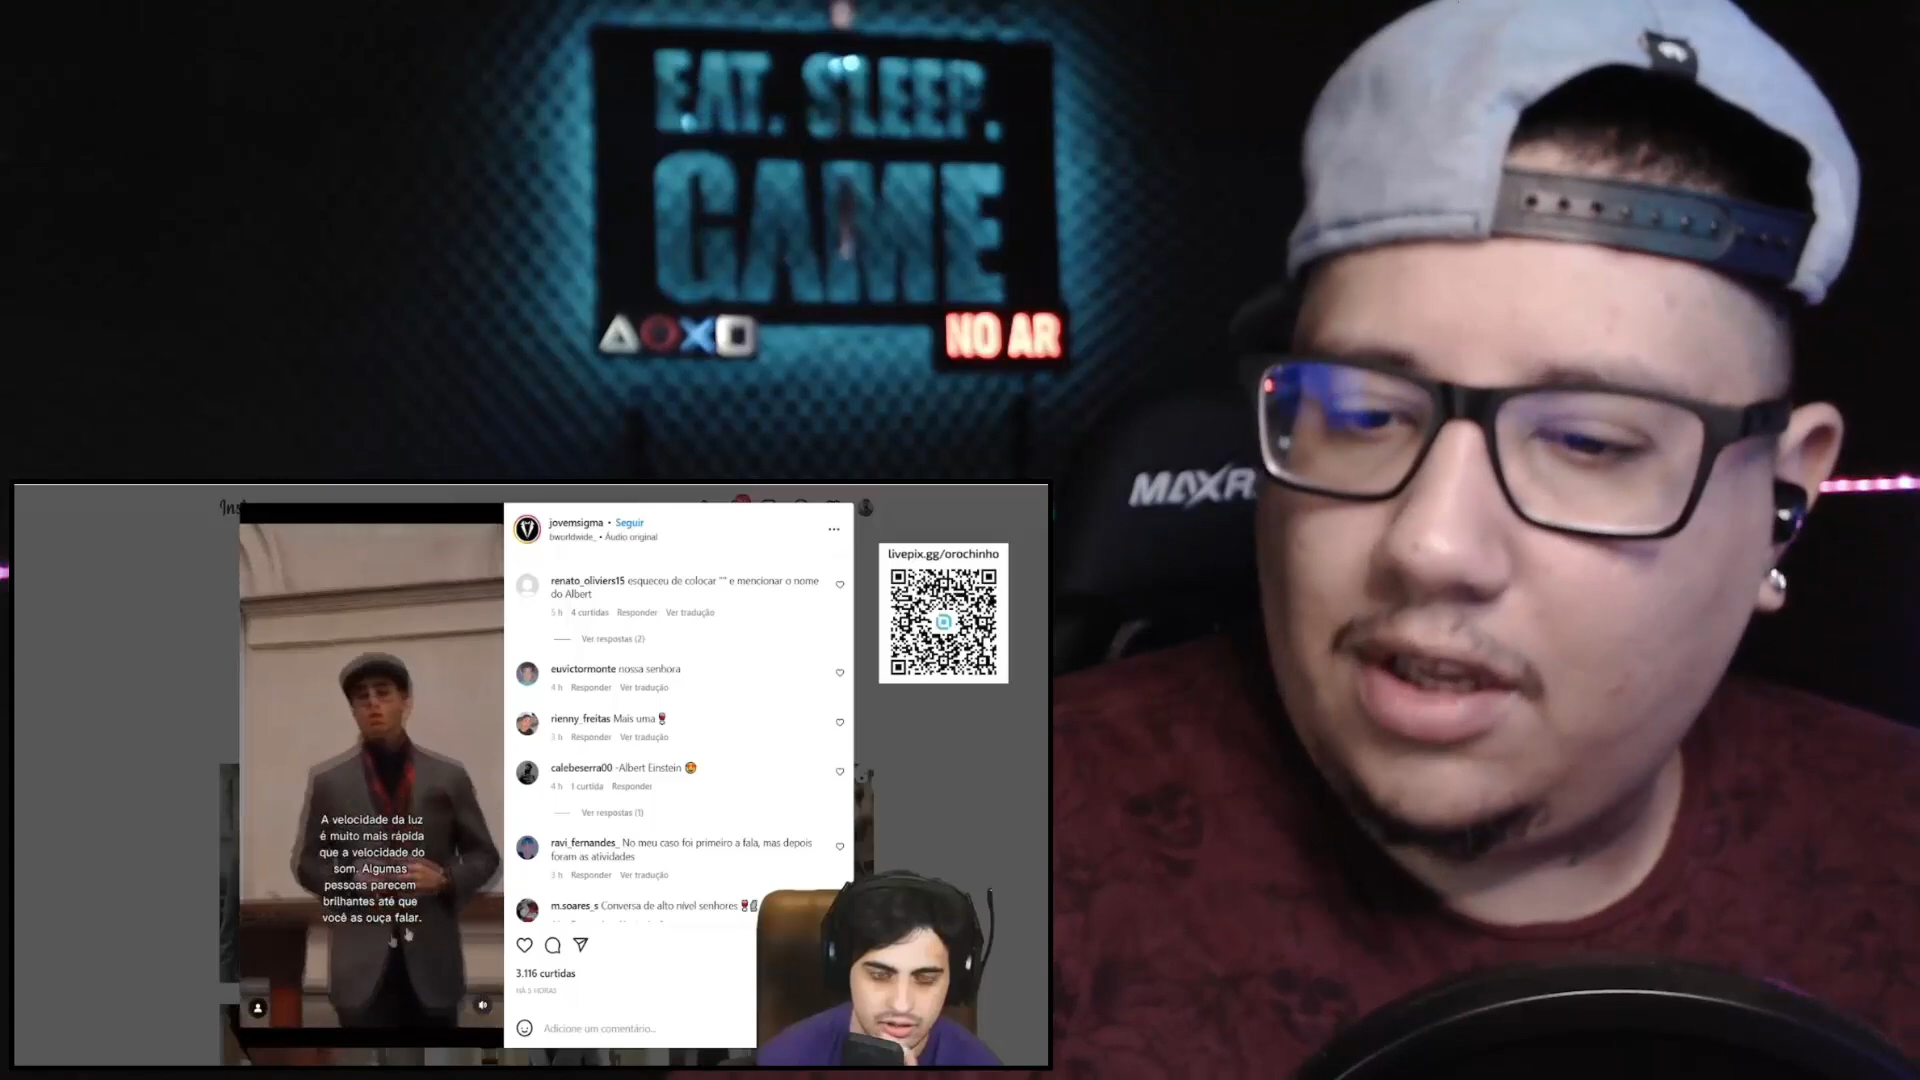 EAT. SLEEP.
GAME
NO AR
MAXR
Ins
jovemsigma • Seguir
bworldwide_ • Áudio original
renato_oliviers15 esqueceu de colocar "" e mencionar o nome
do Albert
5 h 4 curtidas Responder Ver tradução
Ver respostas (2)
euvictormonte nossa senhora
4 h Responder Ver tradução
rienny_freitas Mais uma🍷
3 h Responder Ver tradução
calebeserra00 -Albert Einstein 😍
4 h 1 curtida Responder
Ver respostas (1)
ravi_fernandes_ No meu caso foi primeiro a fala, mas depois
foram as atividades
3 h Responder Ver tradução
m.soares_s Conversa de alto nível senhores 🍷🗿
3.116 curtidas
HÁ 5 HORAS
Adicione um comentário...
A velocidade da luz
é muito mais rápida
que a velocidade do
som. Algumas
pessoas parecem
brilhantes até que
você as ouça falar.
livepix.gg/orochinho